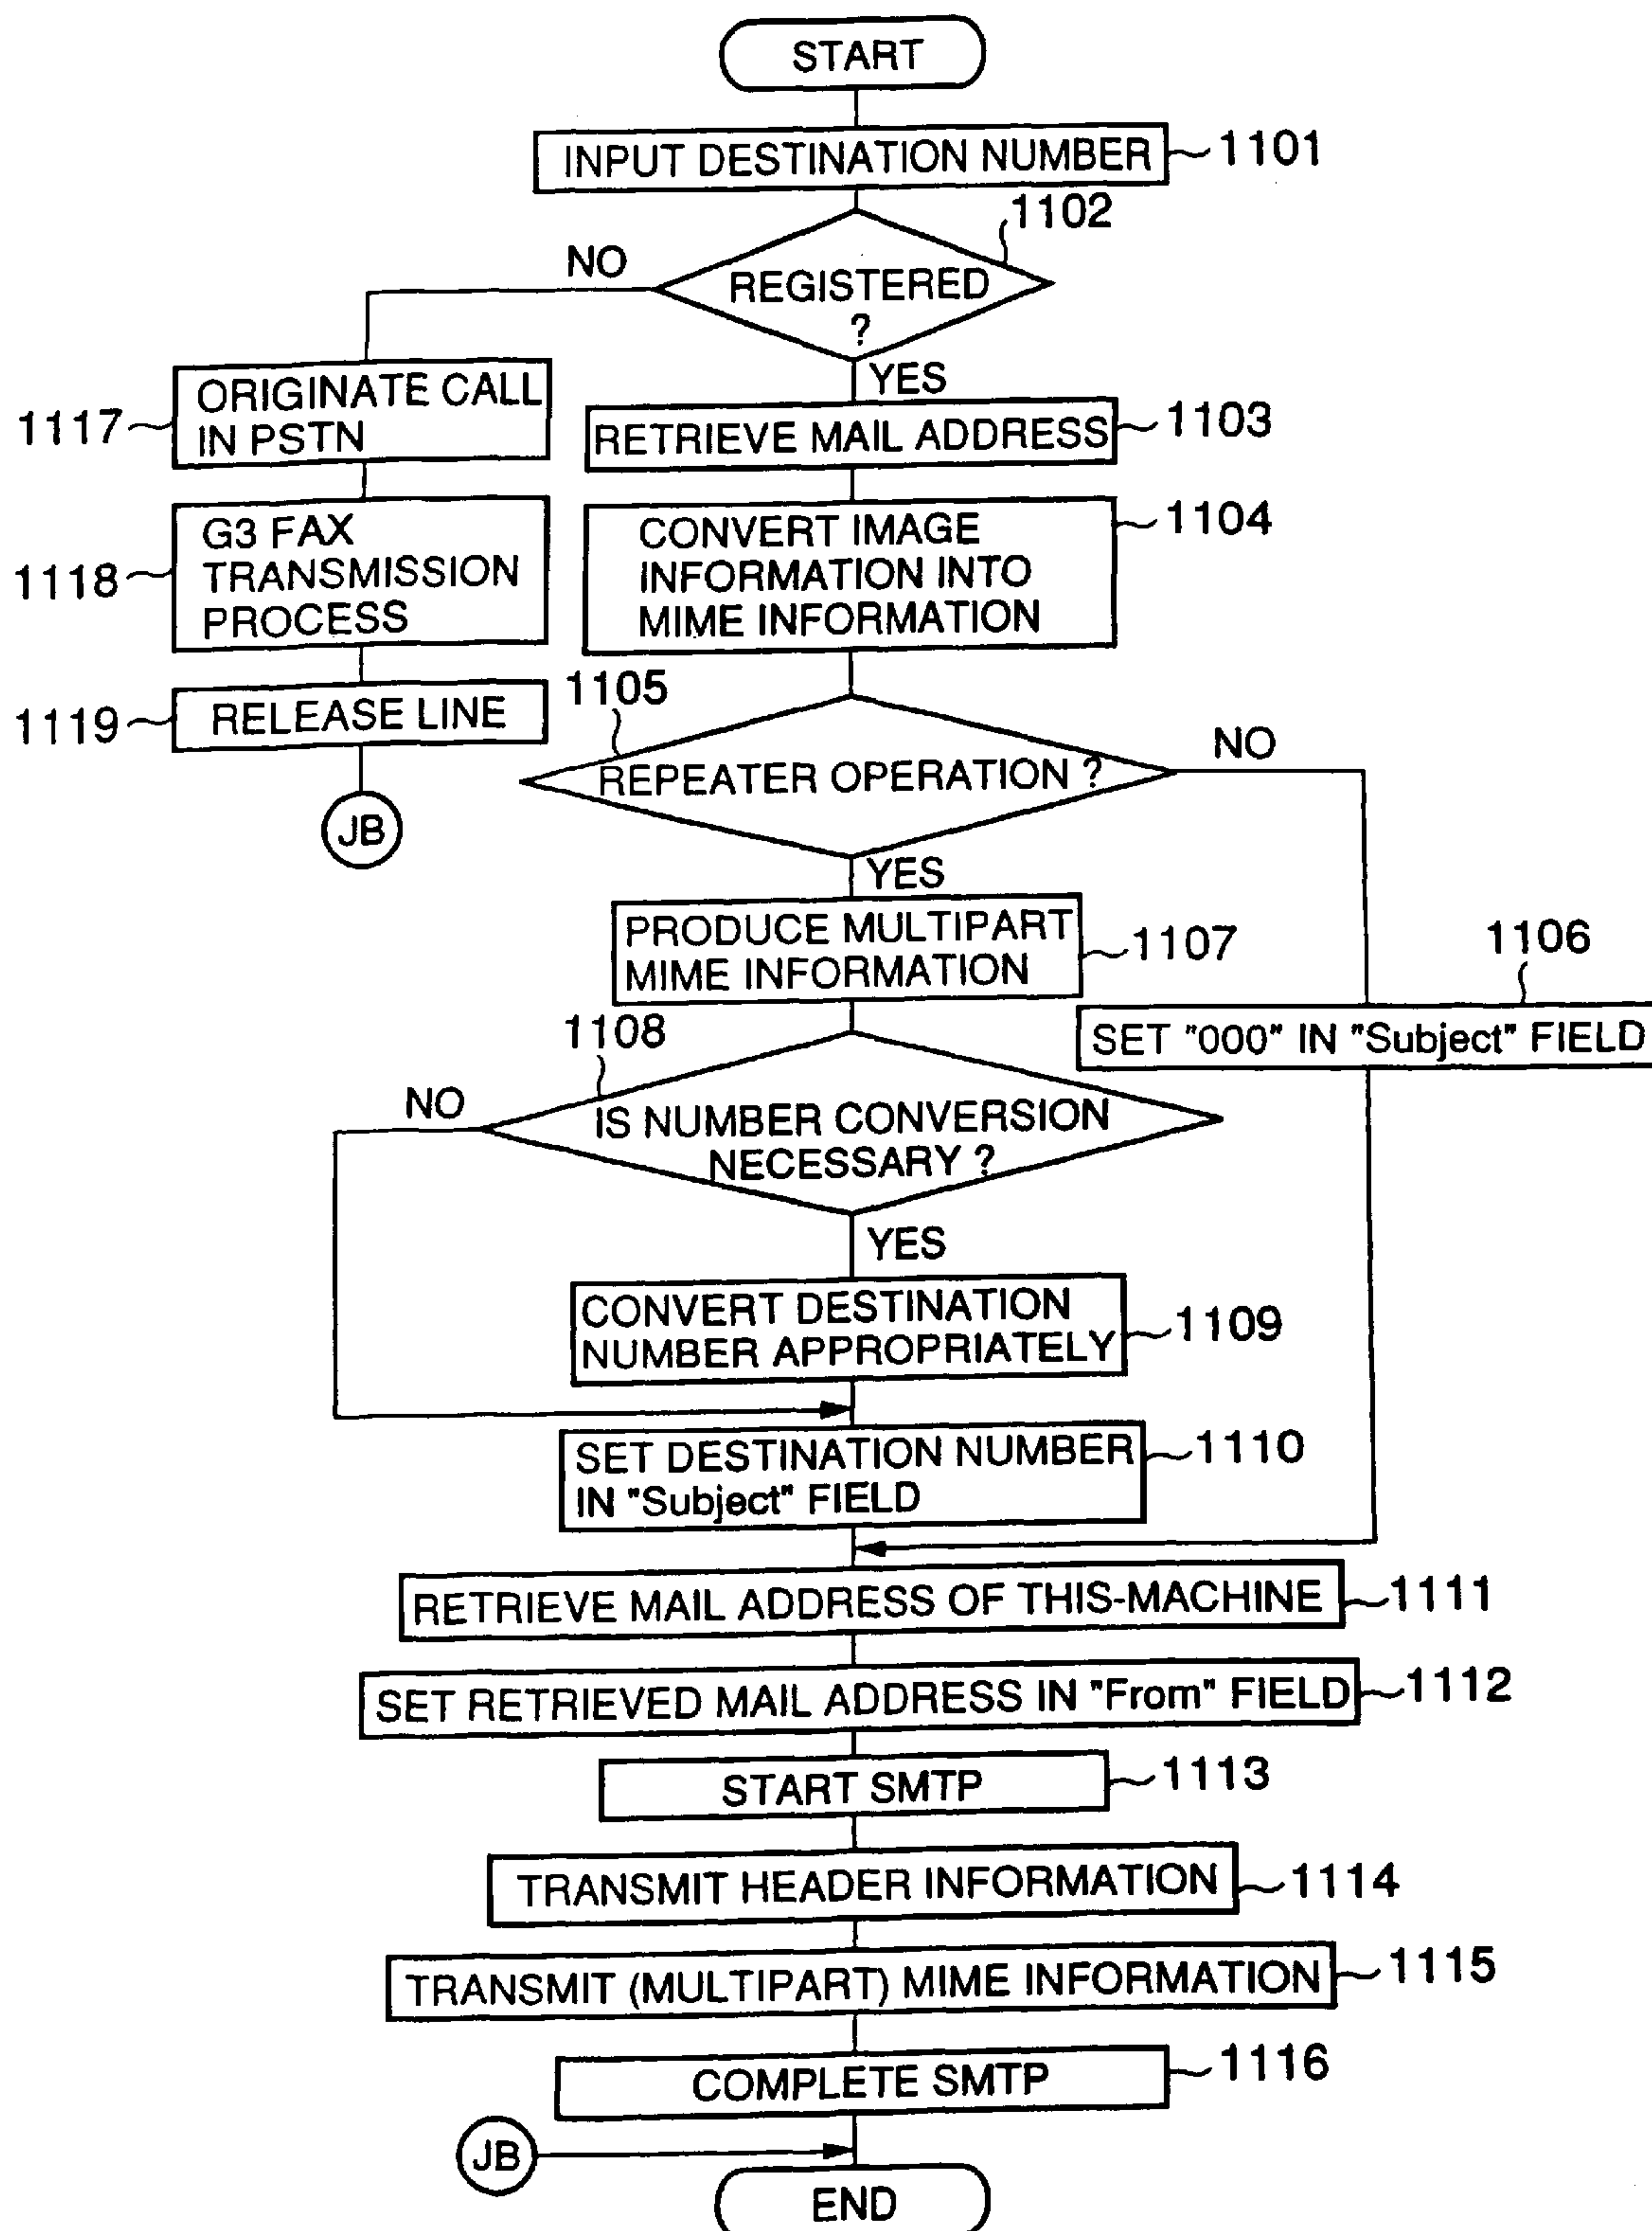 START
INPUT DESTINATION NUMBER
1101
1102
NO
REGISTERED
?
YES
ORIGINATE CALL
IN PSTN
1117
RETRIEVE MAIL ADDRESS
1103
G3 FAX
TRANSMISSION
PROCESS
1118
CONVERT IMAGE
INFORMATION INTO
MIME INFORMATION
1104
RELEASE LINE
1119
JB
1105
REPEATER OPERATION ?
NO
YES
PRODUCE MULTIPART
MIME INFORMATION
1107
1106
SET "000" IN "Subject" FIELD
1108
NO
IS NUMBER CONVERSION
NECESSARY ?
YES
CONVERT DESTINATION
NUMBER APPROPRIATELY
1109
SET DESTINATION NUMBER
IN "Subject" FIELD
1110
RETRIEVE MAIL ADDRESS OF THIS-MACHINE
1111
SET RETRIEVED MAIL ADDRESS IN "From" FIELD
1112
START SMTP
1113
TRANSMIT HEADER INFORMATION
1114
TRANSMIT (MULTIPART) MIME INFORMATION
1115
COMPLETE SMTP
1116
JB
END